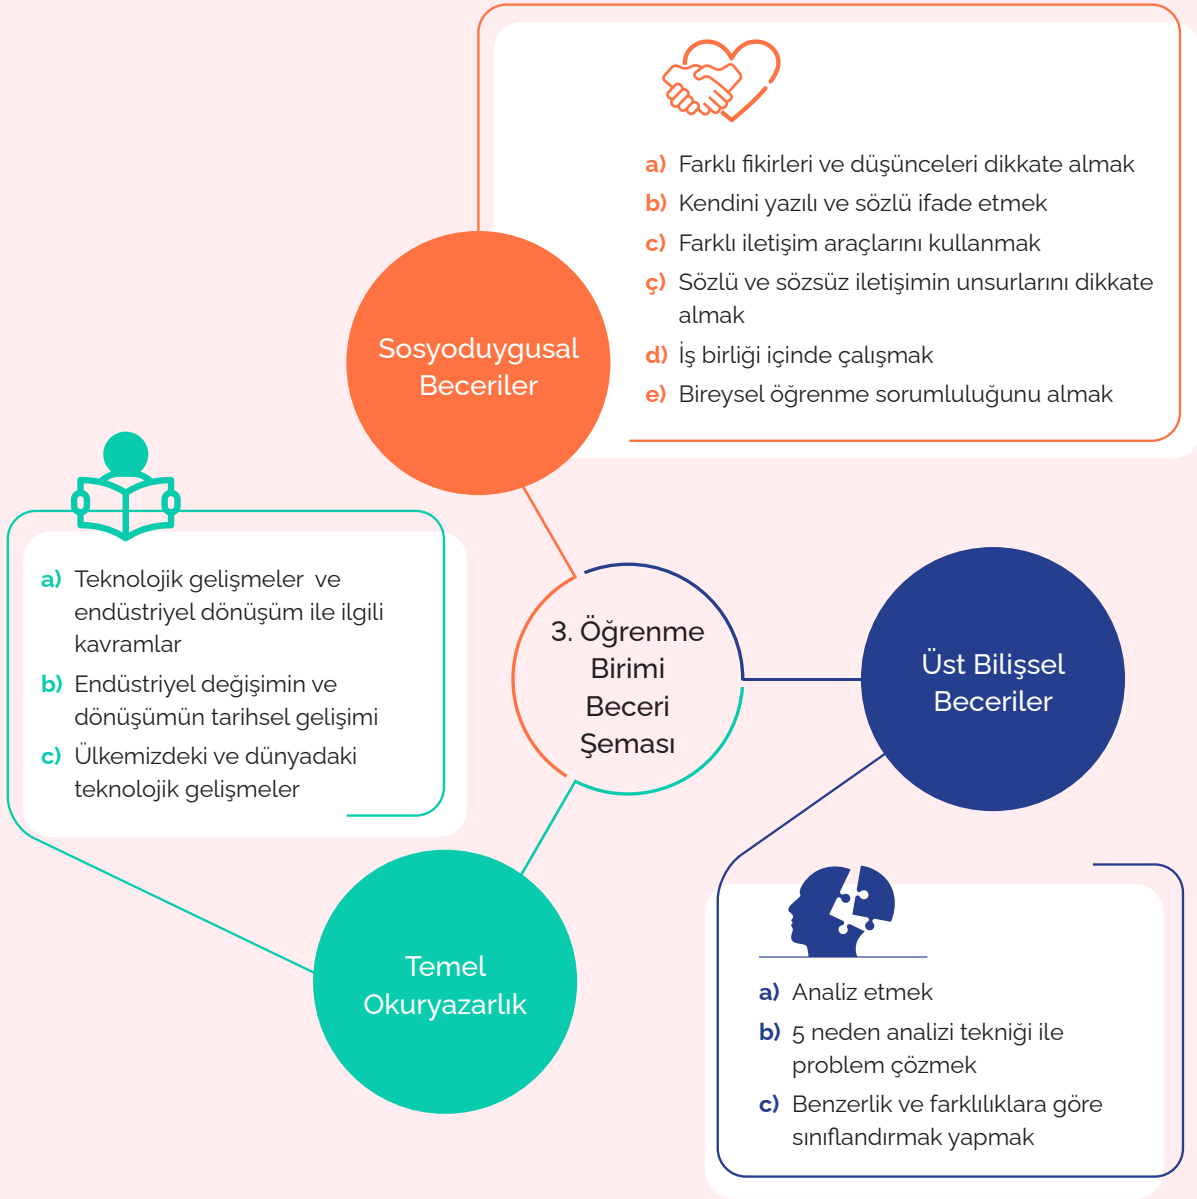 a) Farklı fikirleri ve düşünceleri dikkate almak
b) Kendini yazılı ve sözlü ifade etmek
c) Farklı iletişim araçlarını kullanmak
ç) Sözlü ve sözsüz iletişimin unsurlarını dikkate
almak
d) İş birliği içinde çalışmak
e) Bireysel öğrenme sorumluluğunu almak
Sosyoduygusal
Beceriler
a) Teknolojik gelişmeler ve
endüstriyel dönüşüm ile ilgili
kavramlar
b) Endüstriyel değişimin ve
dönüşümün tarihsel gelişimi
c) Ülkemizdeki ve dünyadaki
teknolojik gelişmeler
3. Öğrenme
Birimi
Beceri
Şeması
Üst Bilişsel
Beceriler
Temel
Okuryazarlık
a) Analiz etmek
b) 5 neden analizi tekniği ile
problem çözmek
c) Benzerlik ve farklılıklara göre
sınıflandırmak yapmak